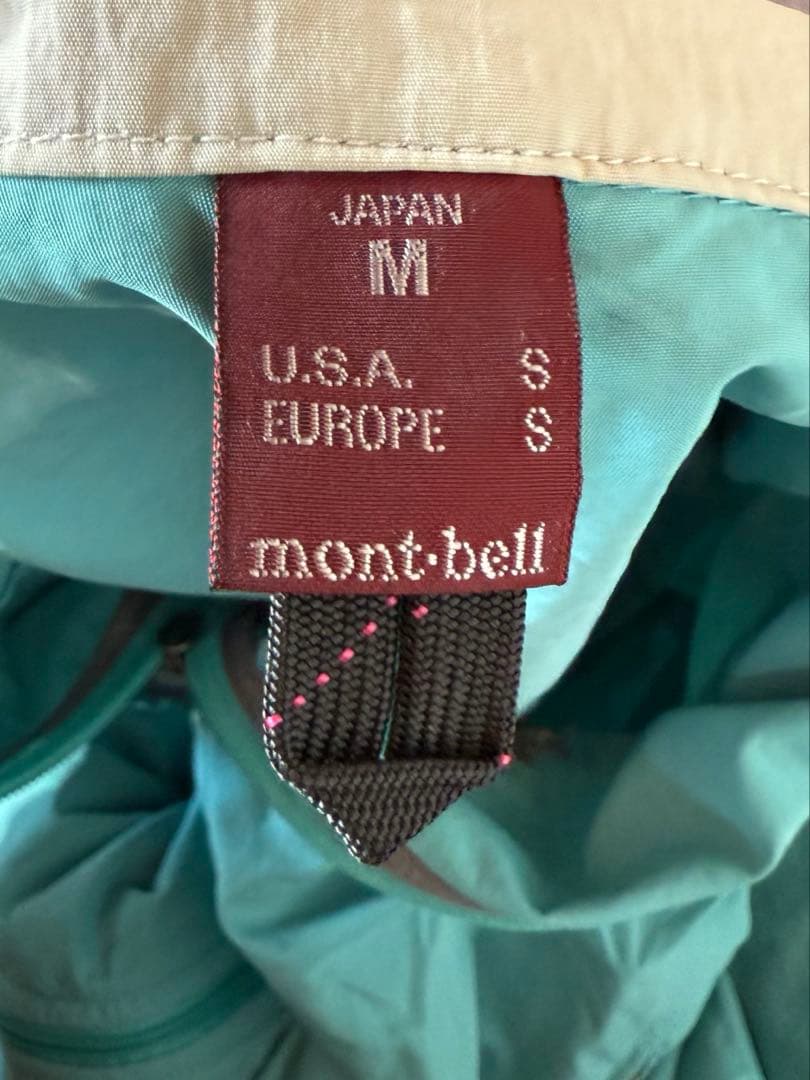 JAPAN
M
U.S.A. S
EUROPE S
mont·bell